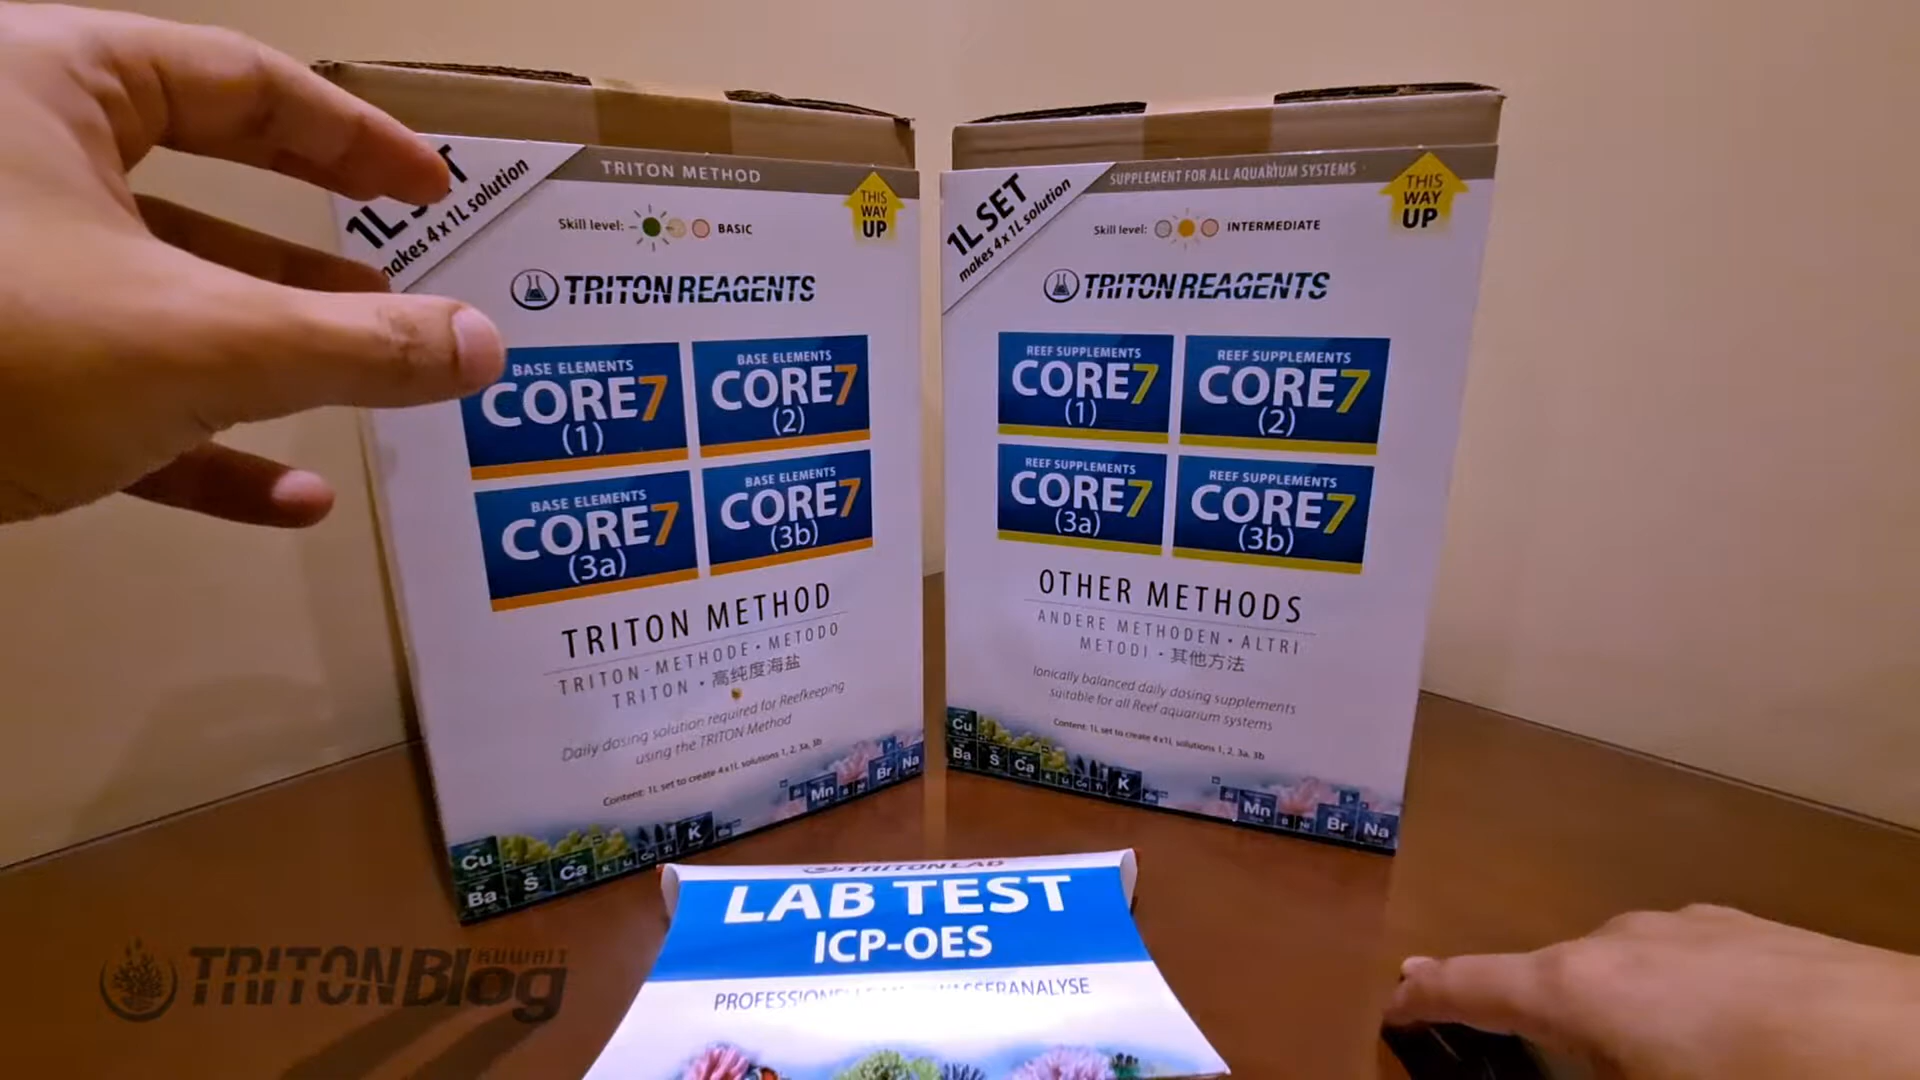 1L SET
makes 4 x 1L solution
TRITON METHOD
THIS
WAY
UP
Skill level:
BASIC
TRITON REAGENTS
BASE ELEMENTS
CORE7
(1)
BASE ELEMENTS
CORE7
(2)
BASE ELEMENTS
CORE7
(3a)
BASE ELEMENTS
CORE7
(3b)
TRITON METHOD
TRITON-METHODE • METODO
TRITON • 高纯度海盐
Daily dosing solution required for Reefkeeping
using the TRITON Method
Content: 1L set to create 4x1L solutions 1, 2, 3a, 3b
Cu
Ba
S
Ca
K
Mn
Br
Na
1L SET
makes 4 x 1L solution
SUPPLEMENT FOR ALL AQUARIUM SYSTEMS
THIS
WAY
UP
Skill level:
INTERMEDIATE
TRITON REAGENTS
REEF SUPPLEMENTS
CORE7
(1)
REEF SUPPLEMENTS
CORE7
(2)
REEF SUPPLEMENTS
CORE7
(3a)
REEF SUPPLEMENTS
CORE7
(3b)
OTHER METHODS
ANDERE METHODEN • ALTRI
METODI • 其他方法
Ionically balanced daily dosing supplements
suitable for all Reef aquarium systems
Content: 1L set to create 4x1L solutions 1, 2, 3a, 3b
Cu
Ba
S
Ca
K
Mn
Br
Na
TRITON LAB
LAB TEST
ICP-OES
TRITON Blog
KUWAIT